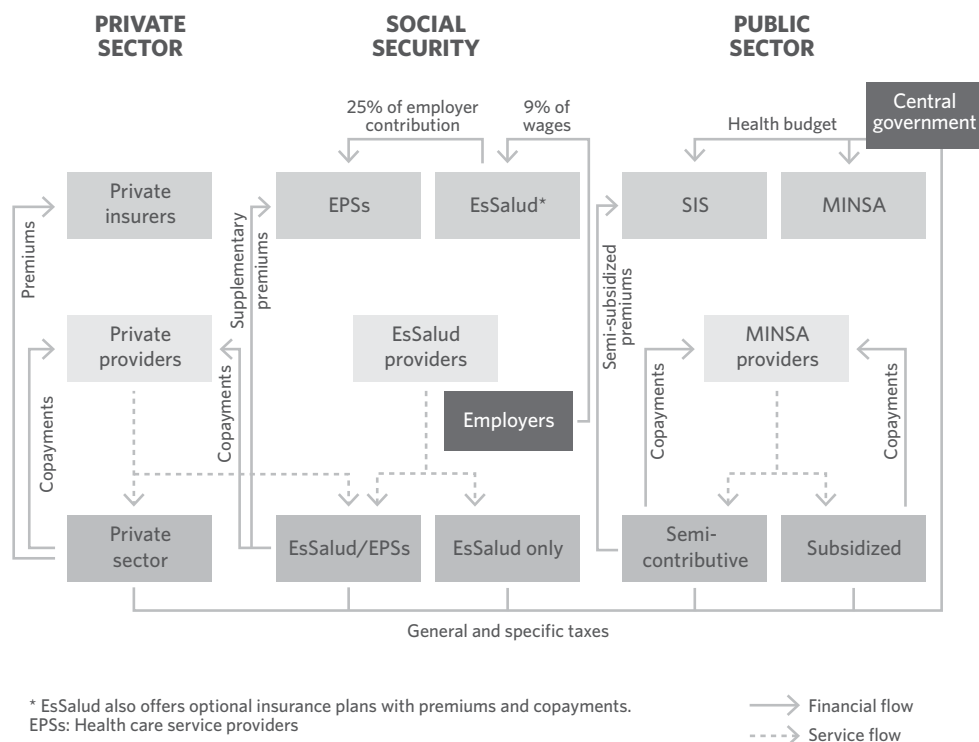 PRIVATE
SECTOR
SOCIAL
SECURITY
PUBLIC
SECTOR
25% of employer
contribution
9% of
wages
Health budget
Central
government
Private
insurers
EPSs
EsSalud*
SIS
MINSA
Premiums
Supplementary
premiums
Semi-subsidized
premiums
Private
providers
EsSalud
providers
MINSA
providers
Employers
Copayments
Copayments
Copayments
Copayments
Private
sector
EsSalud/EPSs
EsSalud only
Semi-
contributive
Subsidized
General and specific taxes
* EsSalud also offers optional insurance plans with premiums and copayments.
EPSs: Health care service providers
Financial flow
Service flow